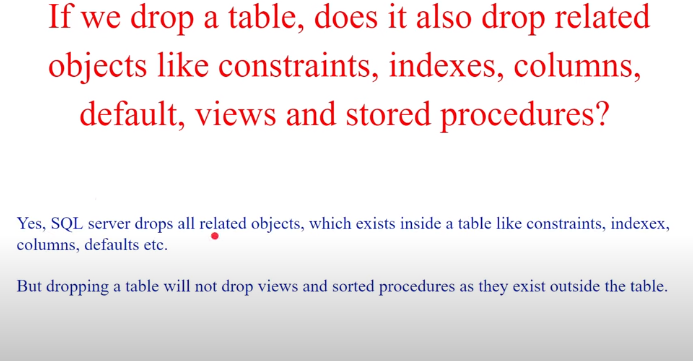 If we drop a table, does it also drop related
objects like constraints, indexes, columns,
default, views and stored procedures?
Yes, SQL server drops all related objects, which exists inside a table like constraints, indexex,
columns, defaults etc.
But dropping a table will not drop views and sorted procedures as they exist outside the table.